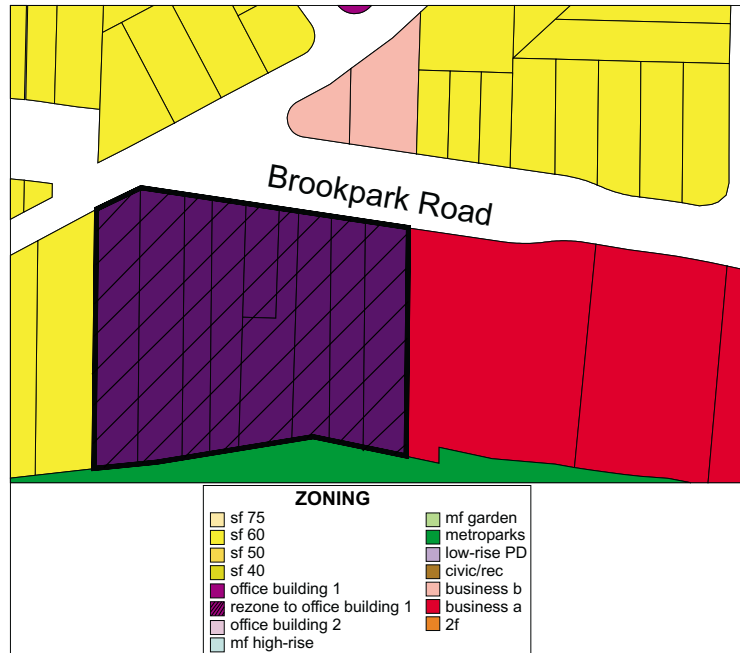 Brookpark Road
ZONING
sf 75
sf 60
sf 50
sf 40
office building 1
rezone to office building 1
office building 2
mf high-rise
mf garden
metroparks
low-rise PD
civic/rec
business b
business a
2f